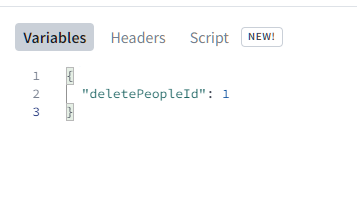 Variables Headers Script NEW!
1 {
2 "deletePeopleId": 1
3 }